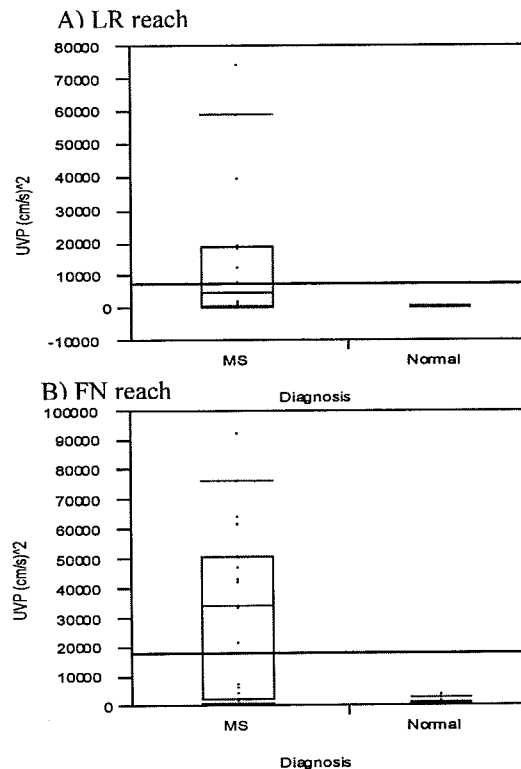 A) LR reach
80000
70000
60000
50000
40000
30000
20000
10000
0
-10000
UVP (cm/s)^2
MS Normal
Diagnosis
B) FN reach
100000
90000
80000
70000
60000
50000
40000
30000
20000
10000
0
UVP (cm/s)^2
MS Normal
Diagnosis